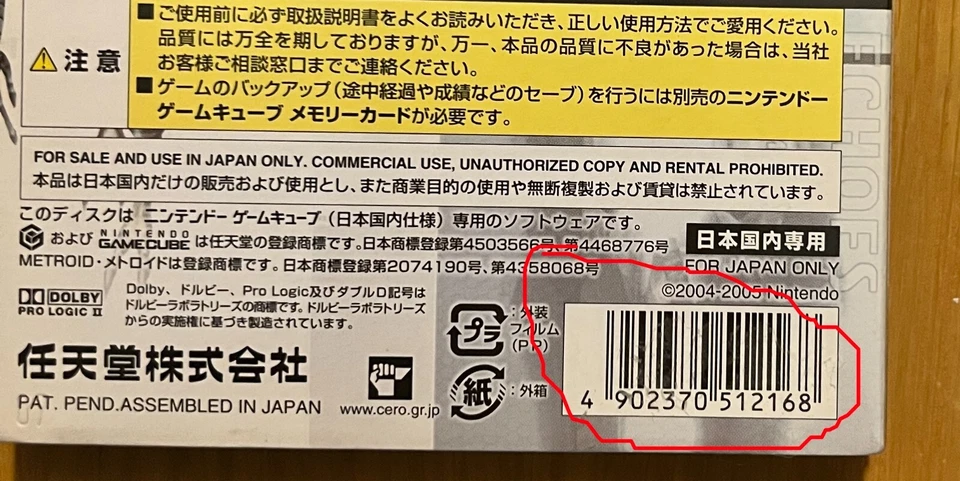 ■ご使用前に必ず取扱説明書をよくお読みいただき、正しい使用方法でご愛用ください。
品質には万全を期しておりますが、万一、本品の品質に不良があった場合は、当社
お客様ご相談窓口までご連絡ください。
注意
■ゲームのバックアップ(途中経過や成績などのセーブ)を行うには別売のニンテンドー
ゲームキューブ メモリーカードが必要です。
ECHOES
FOR SALE AND USE IN JAPAN ONLY. COMMERCIAL USE, UNAUTHORIZED COPY AND RENTAL PROHIBITED.
本品は日本国内だけの販売および使用とし、また商業目的の使用や無断複製および賃貸は禁止されています。
このディスクは ニンテンドー ゲームキューブ(日本国内仕様)専用のソフトウェアです。
および NINTENDO GAMECUBE は任天堂の登録商標です。日本商標登録第4503566号、第4468776号
METROID・メトロイドは登録商標です。日本商標登録第2074190号、第4358068号
日本国内専用
FOR JAPAN ONLY
©2004-2005 Nintendo
DOLBY
PRO LOGIC II
Dolby、ドルビー、Pro Logic及びダブルD記号は
ドルビーラボラトリーズの商標です。ドルビーラボラトリーズ
からの実施権に基づき製造されています。
プラ
:外装
フィルム
(PP)
紙
:外箱
任天堂株式会社
PAT. PEND.ASSEMBLED IN JAPAN
www.cero.gr.jp
4 902370 512168